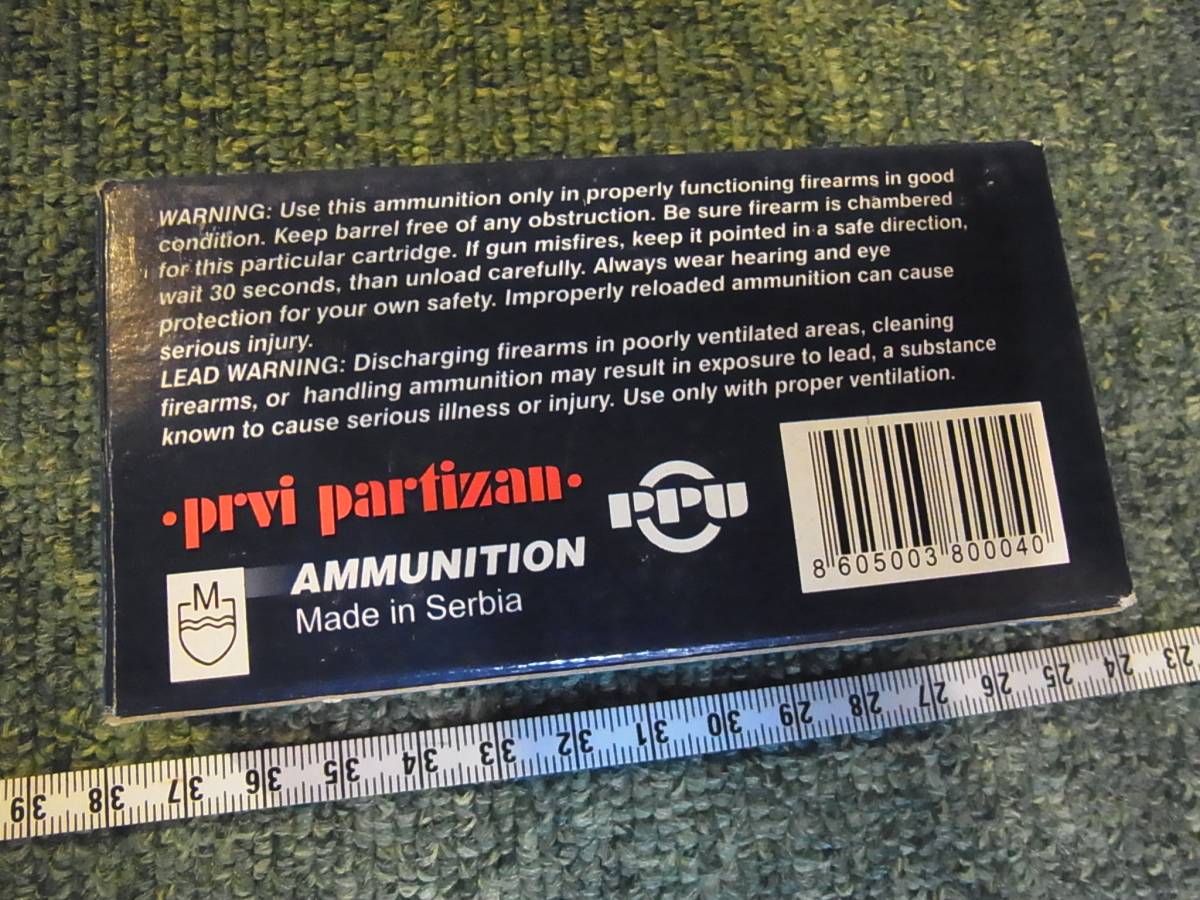 WARNING: Use this ammunition only in properly functioning firearms in good
condition. Keep barrel free of any obstruction. Be sure firearm is chambered
for this particular cartridge. If gun misfires, keep it pointed in a safe direction,
wait 30 seconds, than unload carefully. Always wear hearing and eye
protection for your own safety. Improperly reloaded ammunition can cause
serious injury.
LEAD WARNING: Discharging firearms in poorly ventilated areas, cleaning
firearms, or handling ammunition may result in exposure to lead, a substance
known to cause serious illness or injury. Use only with proper ventilation.
•prvi partizan•
PPU
8 605003 800040
M
AMMUNITION
Made in Serbia
39 38 37 36 35 34 33 32 31 30 29 28 27 26 25 24 23